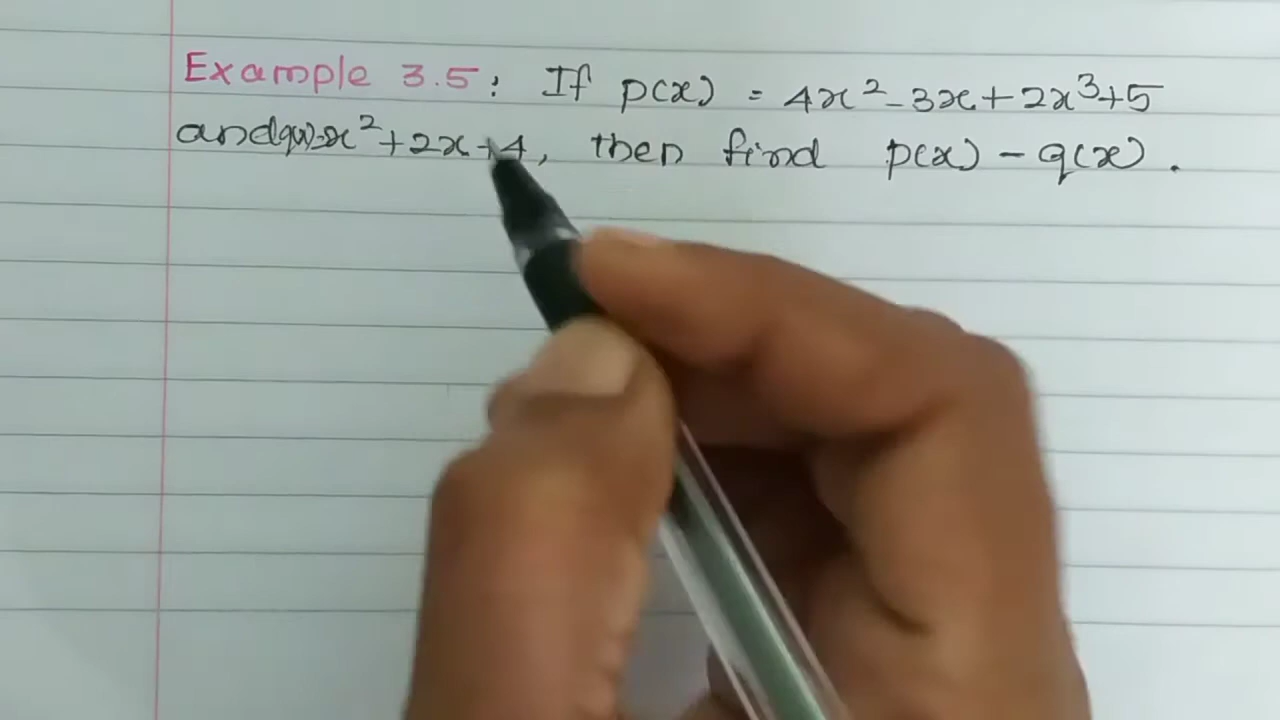 Example 3.5: If p(x) = 4x² - 3x + 2x³ + 5
and q(x) = x² + 2x + 4, then find p(x) - q(x).